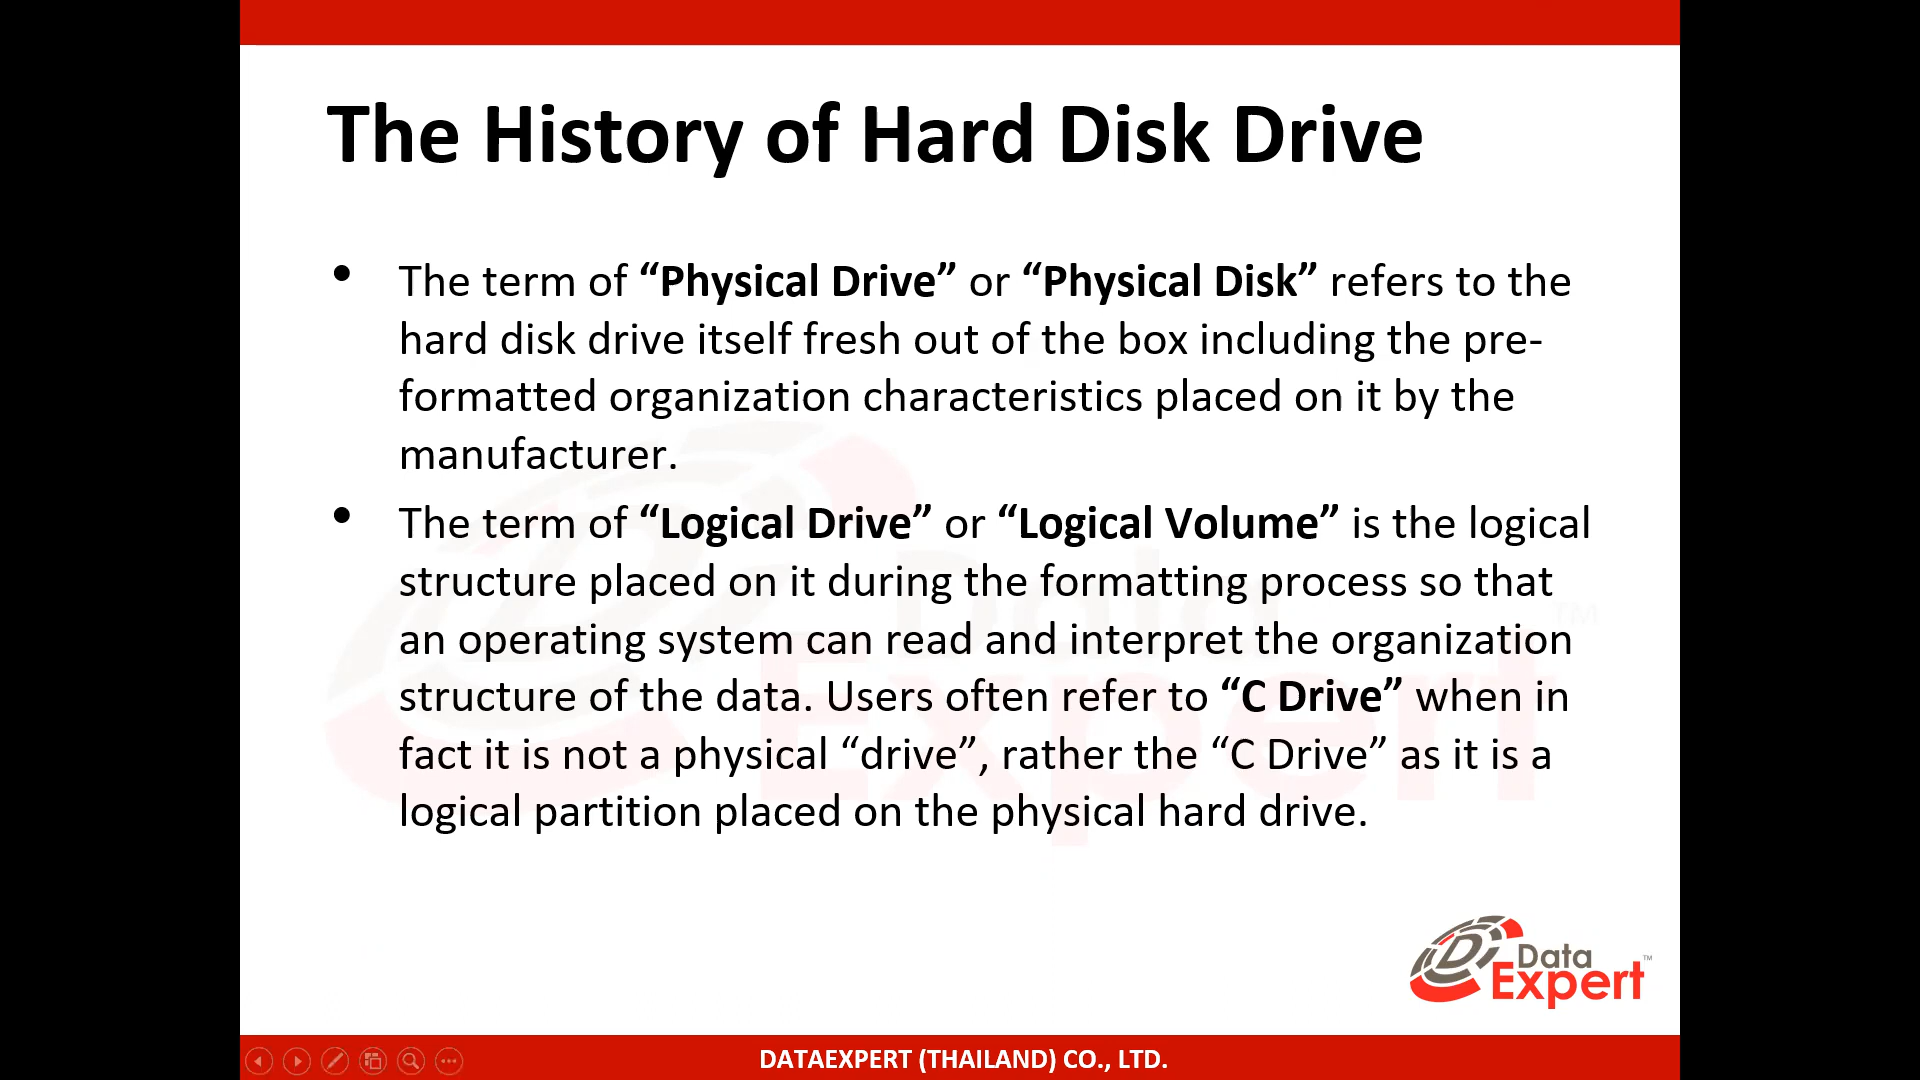 The History of Hard Disk Drive
• The term of “Physical Drive” or “Physical Disk” refers to the
hard disk drive itself fresh out of the box including the pre-
formatted organization characteristics placed on it by the
manufacturer.
• The term of “Logical Drive” or “Logical Volume” is the logical
structure placed on it during the formatting process so that
an operating system can read and interpret the organization
structure of the data. Users often refer to “C Drive” when in
fact it is not a physical “drive”, rather the “C Drive” as it is a
logical partition placed on the physical hard drive.
Data
Expert
™
Data
Expert
™
DATAEXPERT (THAILAND) CO., LTD.